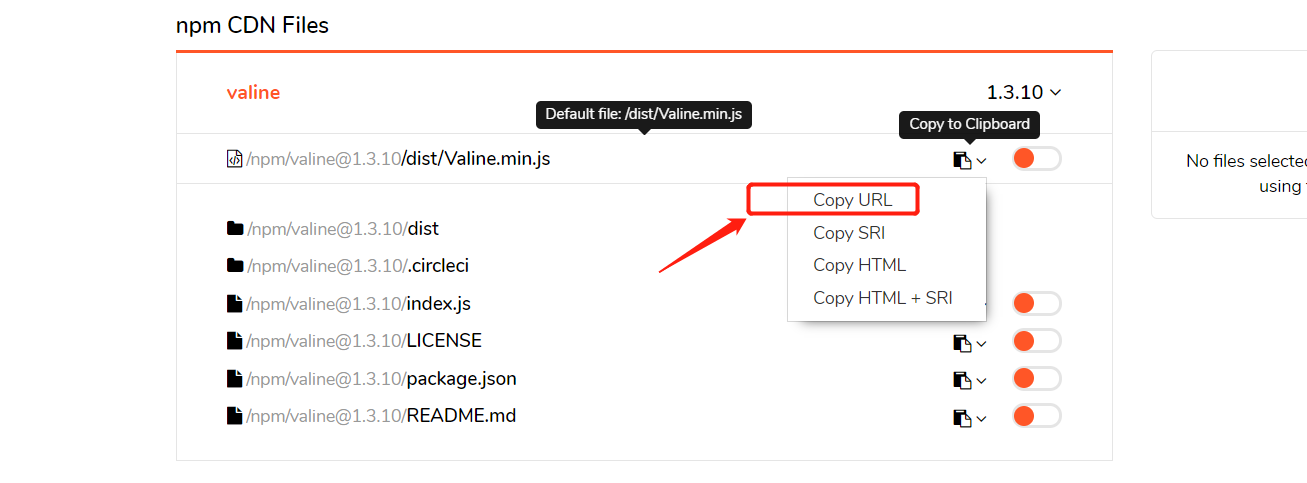 npm CDN Files
valine
1.3.10
Default file: /dist/Valine.min.js
Copy to Clipboard
/npm/valine@1.3.10/dist/Valine.min.js
No files selected
using
Copy URL
Copy SRI
Copy HTML
Copy HTML + SRI
/npm/valine@1.3.10/dist
/npm/valine@1.3.10/.circleci
/npm/valine@1.3.10/index.js
/npm/valine@1.3.10/LICENSE
/npm/valine@1.3.10/package.json
/npm/valine@1.3.10/README.md